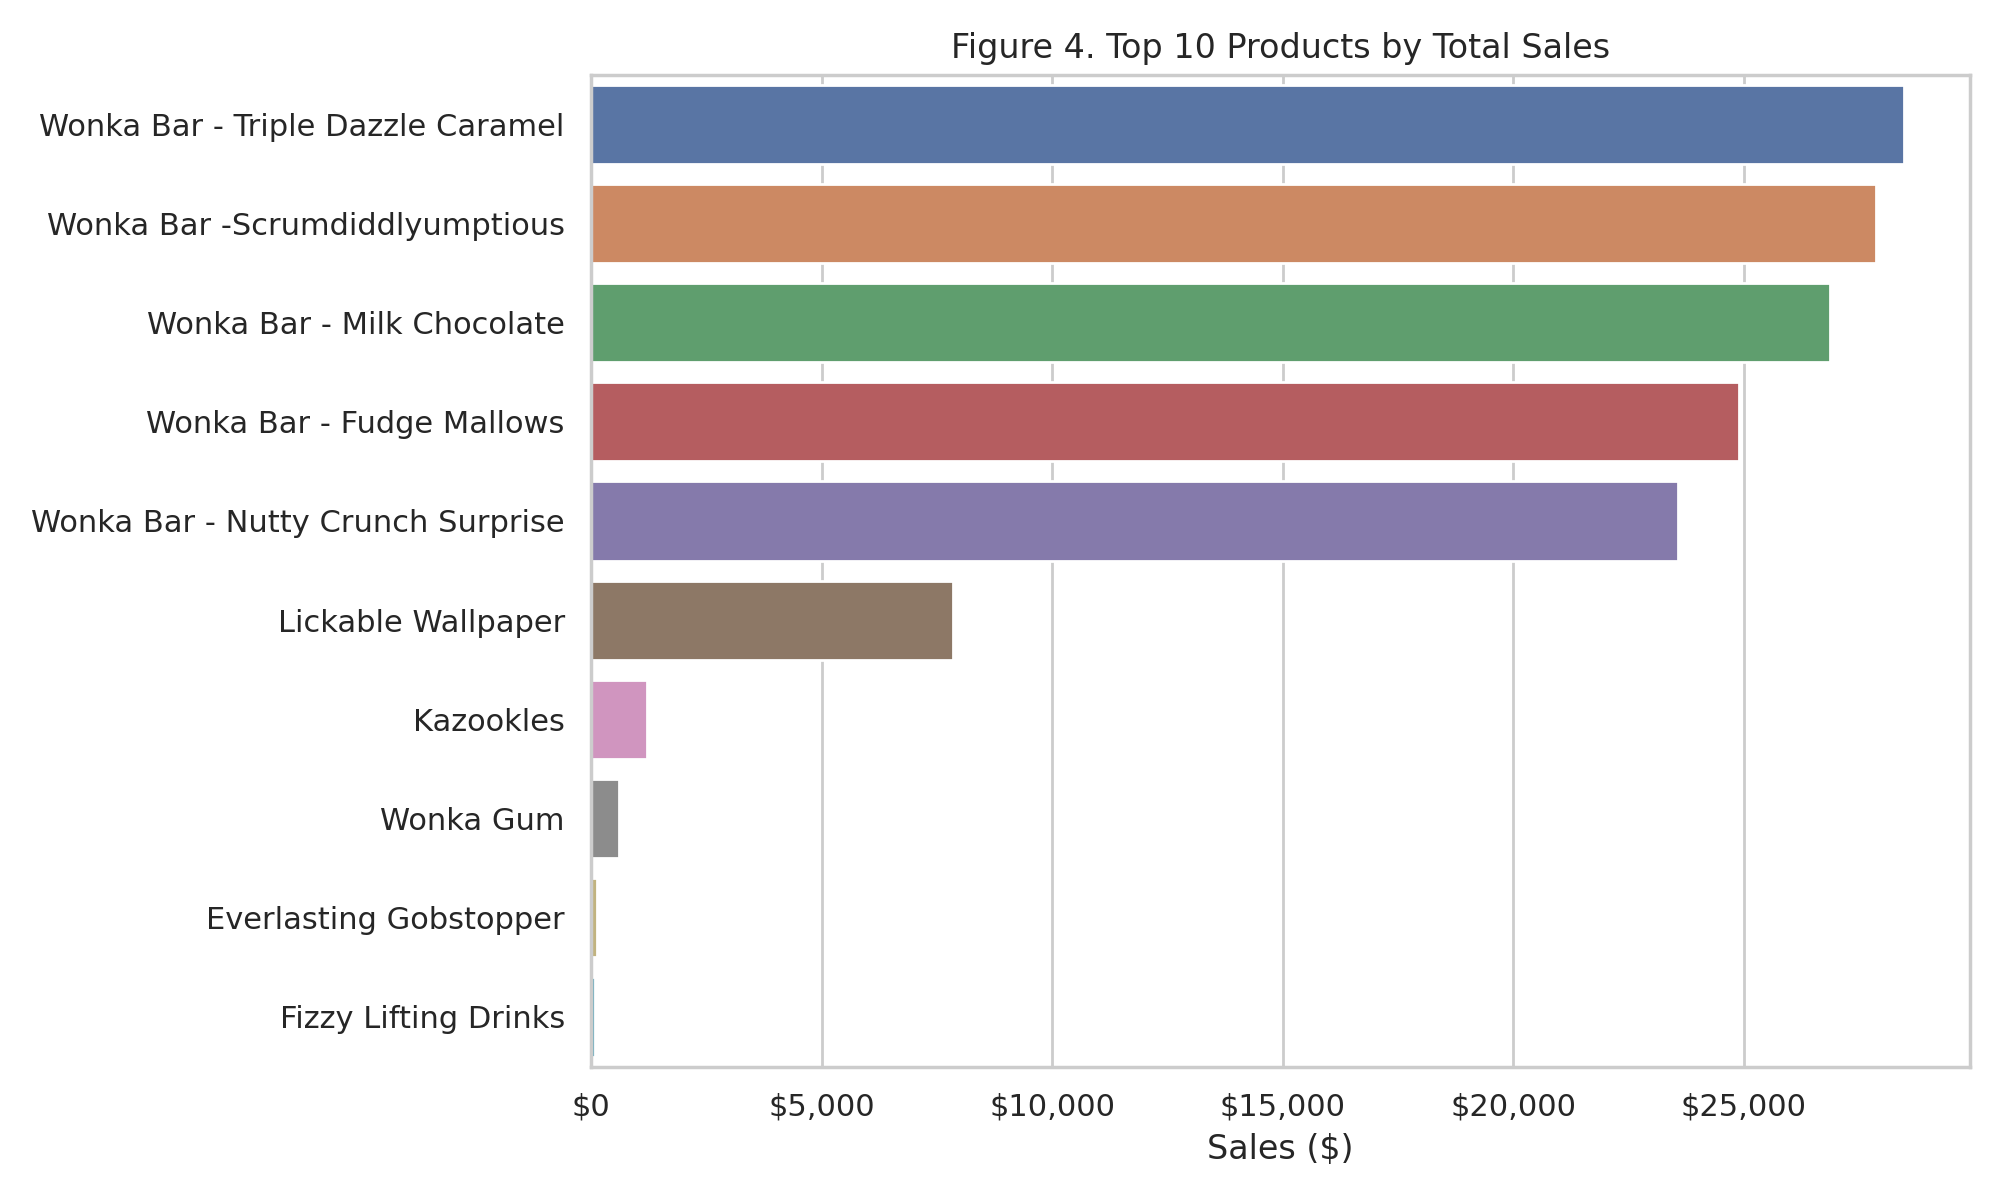 Figure 4. Top 10 Products by Total Sales
Wonka Bar - Triple Dazzle Caramel
Wonka Bar -Scrumdiddlyumptious
Wonka Bar - Milk Chocolate
Wonka Bar - Fudge Mallows
Wonka Bar - Nutty Crunch Surprise
Lickable Wallpaper
Kazookles
Wonka Gum
Everlasting Gobstopper
Fizzy Lifting Drinks
$0 $5,000 $10,000 $15,000 $20,000 $25,000
Sales ($)